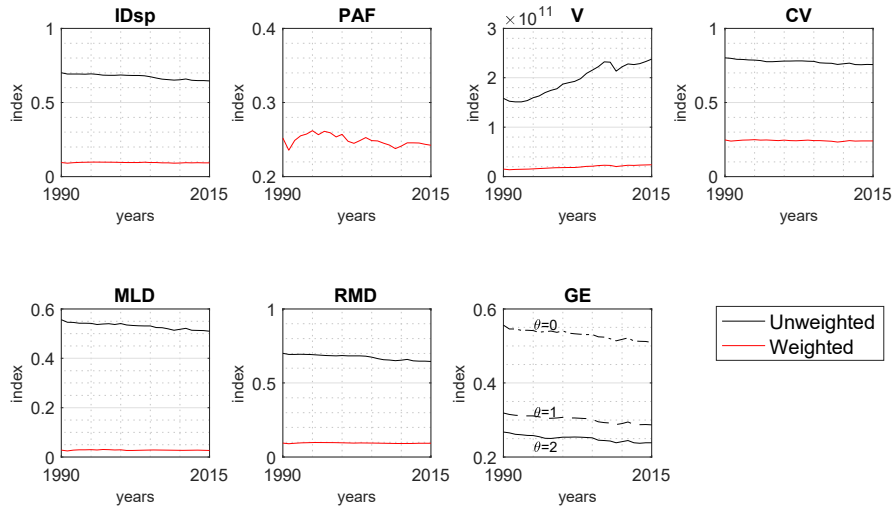 IDsp
1
0.5
0
index
1990
2015
years
PAF
0.4
0.3
0.2
index
1990
2015
years
× 10¹¹
V
3
2
1
0
index
1990
2015
years
CV
1
0.5
0
index
1990
2015
years
MLD
0.6
0.4
0.2
0
index
1990
2015
years
RMD
1
0.5
0
index
1990
2015
years
GE
0.6
0.4
0.2
index
θ=0
θ=1
θ=2
1990
2015
years
Unweighted
Weighted